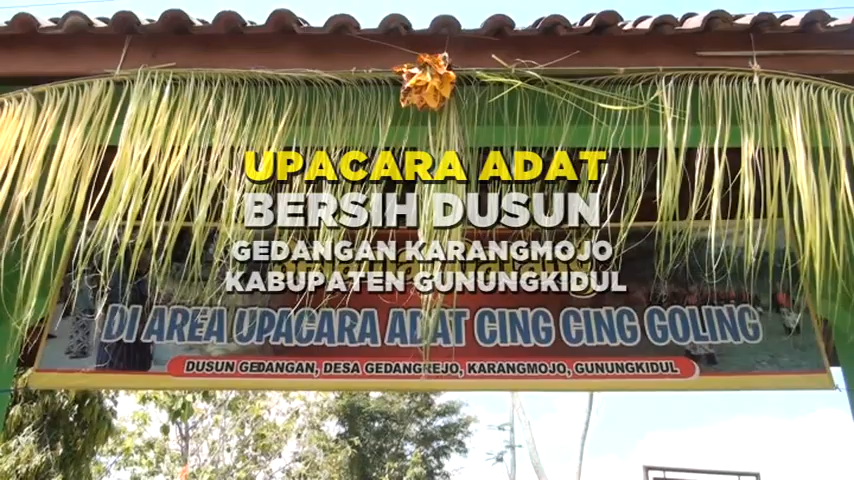 UPACARA ADAT
BERSIH DUSUN
GEDANGAN KARANGMOJO
KABUPATEN GUNUNGKIDUL
DI AREA UPACARA ADAT CING CING GOLING
DUSUN GEDANGAN, DESA GEDANGREJO, KARANGMOJO, GUNUNGKIDUL